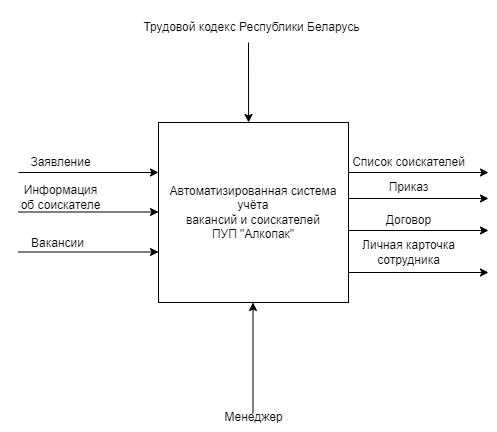 Трудовой кодекс Республики Беларусь
Заявление
Информация
об соискателе
Вакансии
Автоматизированная система
учёта
вакансий и соискателей
ПУП "Алкопак"
Список соискателей
Приказ
Договор
Личная карточка
сотрудника
Менеджер